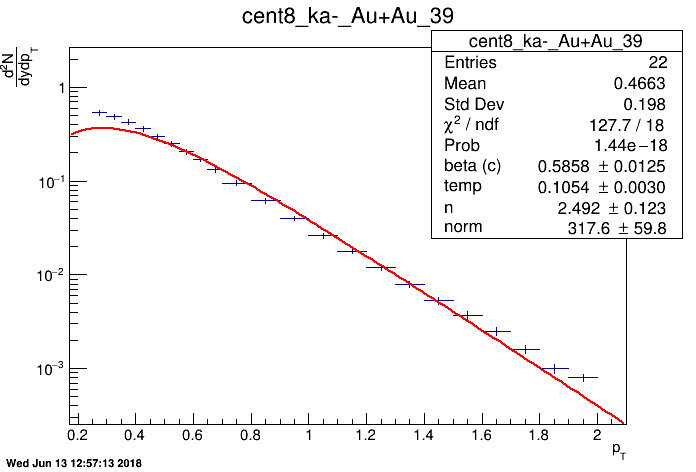 cent8_ka-_Au+Au_39
d²N
dydp_T
cent8_ka-_Au+Au_39
Entries 22
Mean 0.4663
Std Dev 0.198
χ² / ndf 127.7 / 18
Prob 1.44e−18
beta (c) 0.5858 ± 0.0125
temp 0.1054 ± 0.0030
n 2.492 ± 0.123
norm 317.6 ± 59.8
1
10⁻¹
10⁻²
10⁻³
0.2 0.4 0.6 0.8 1 1.2 1.4 1.6 1.8 2
p_T
Wed Jun 13 12:57:13 2018